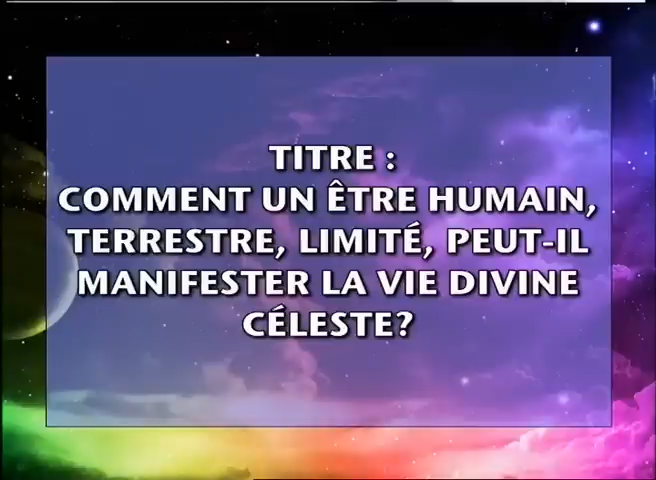 TITRE :
COMMENT UN ÊTRE HUMAIN,
TERRESTRE, LIMITÉ, PEUT-IL
MANIFESTER LA VIE DIVINE
CÉLESTE?